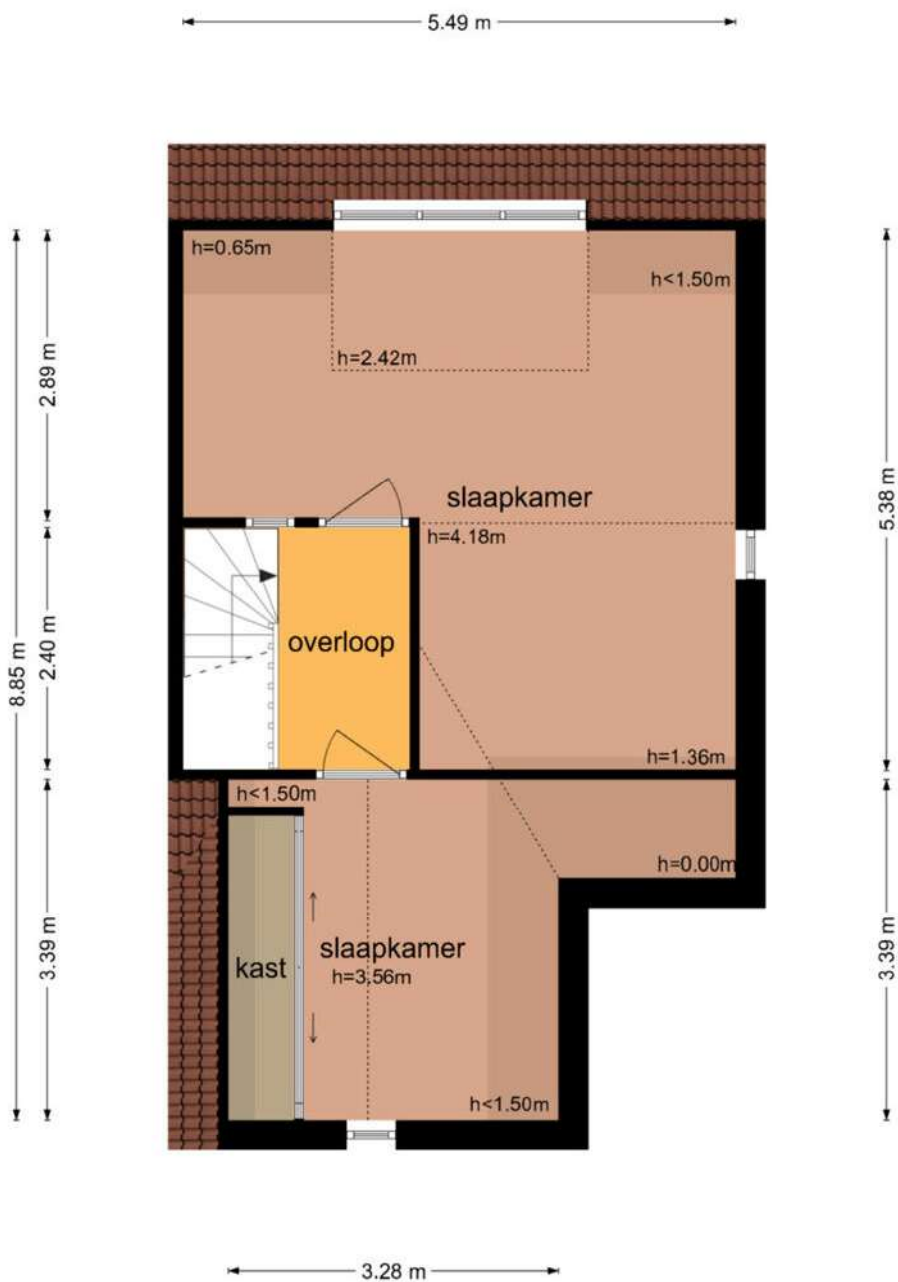 5.49 m
h=0.65m
h<1.50m
h=2.42m
2.89 m
5.38 m
slaapkamer
h=4.18m
8.85 m
2.40 m
overloop
h=1.36m
h<1.50m
h=0.00m
3.39 m
slaapkamer
kast
h=3.56m
3.39 m
h<1.50m
3.28 m